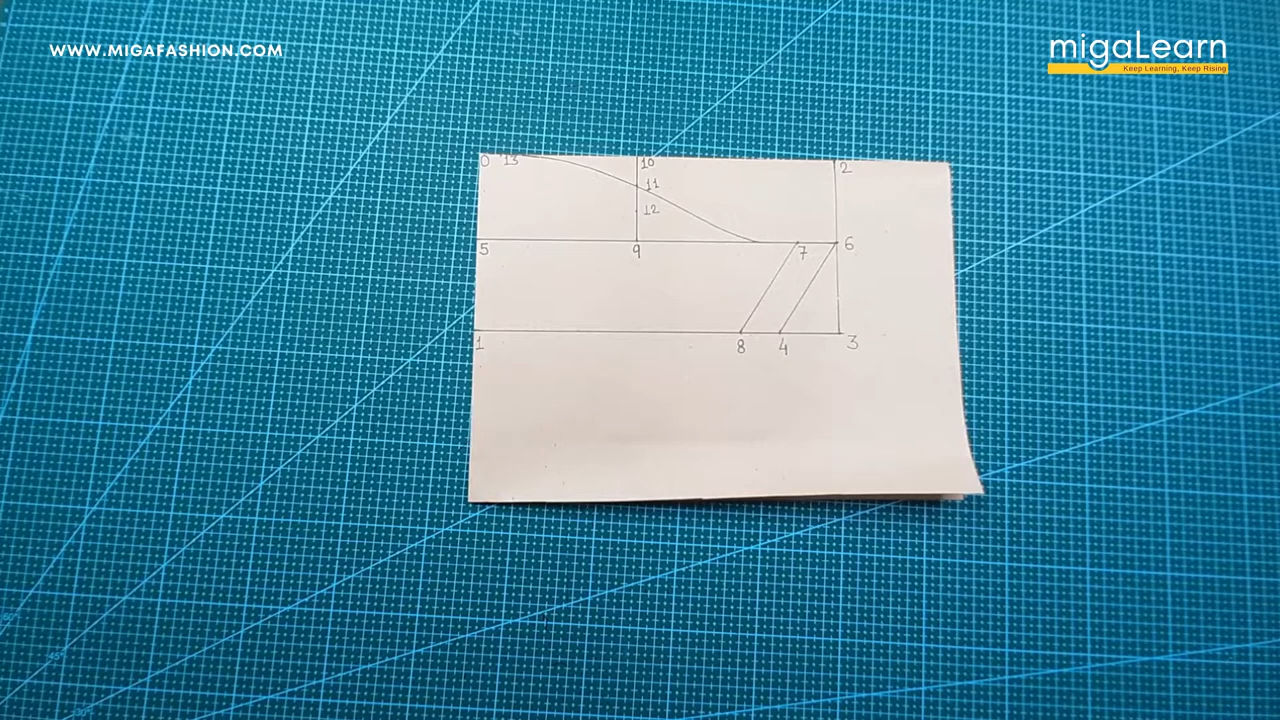 WWW.MIGAFASHION.COM
migaLearn
Keep Learning, Keep Rising
0 13 10 2
11
12
5 9 7 6
1 8 4 3